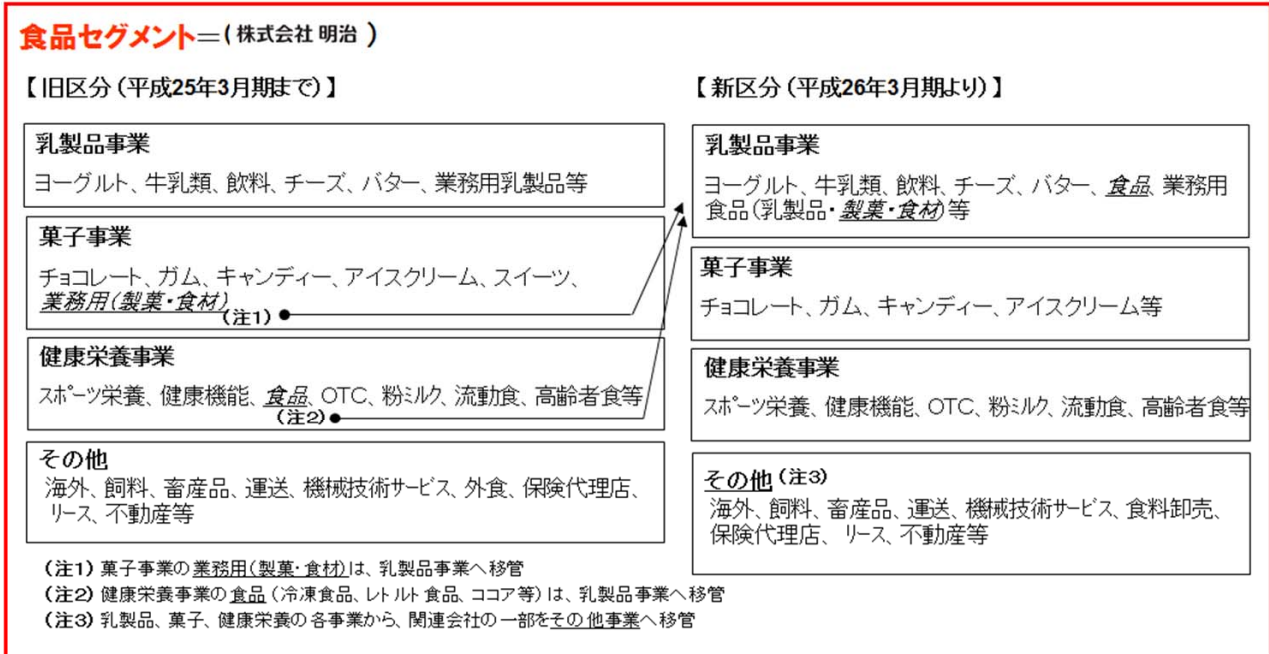 食品セグメント＝（株式会社 明治 ）
【旧区分（平成25年3月期まで）】
乳製品事業
ヨーグルト、牛乳類、飲料、チーズ、バター、業務用乳製品等
菓子事業
チョコレート、ガム、キャンディー、アイスクリーム、スイーツ、
業務用（製菓・食材）
（注1）
健康栄養事業
スポーツ栄養、健康機能、食品、OTC、粉ミルク、流動食、高齢者食等
（注2）
その他
海外、飼料、畜産品、運送、機械技術サービス、外食、保険代理店、
リース、不動産等
【新区分（平成26年3月期より）】
乳製品事業
ヨーグルト、牛乳類、飲料、チーズ、バター、食品、業務用
食品（乳製品・製菓・食材）等
菓子事業
チョコレート、ガム、キャンディー、アイスクリーム等
健康栄養事業
スポーツ栄養、健康機能、OTC、粉ミルク、流動食、高齢者食等
その他（注3）
海外、飼料、畜産品、運送、機械技術サービス、食料卸売、
保険代理店、リース、不動産等
（注1）菓子事業の業務用（製菓・食材）は、乳製品事業へ移管
（注2）健康栄養事業の食品（冷凍食品、レトルト食品、ココア等）は、乳製品事業へ移管
（注3）乳製品、菓子、健康栄養の各事業から、関連会社の一部をその他事業へ移管